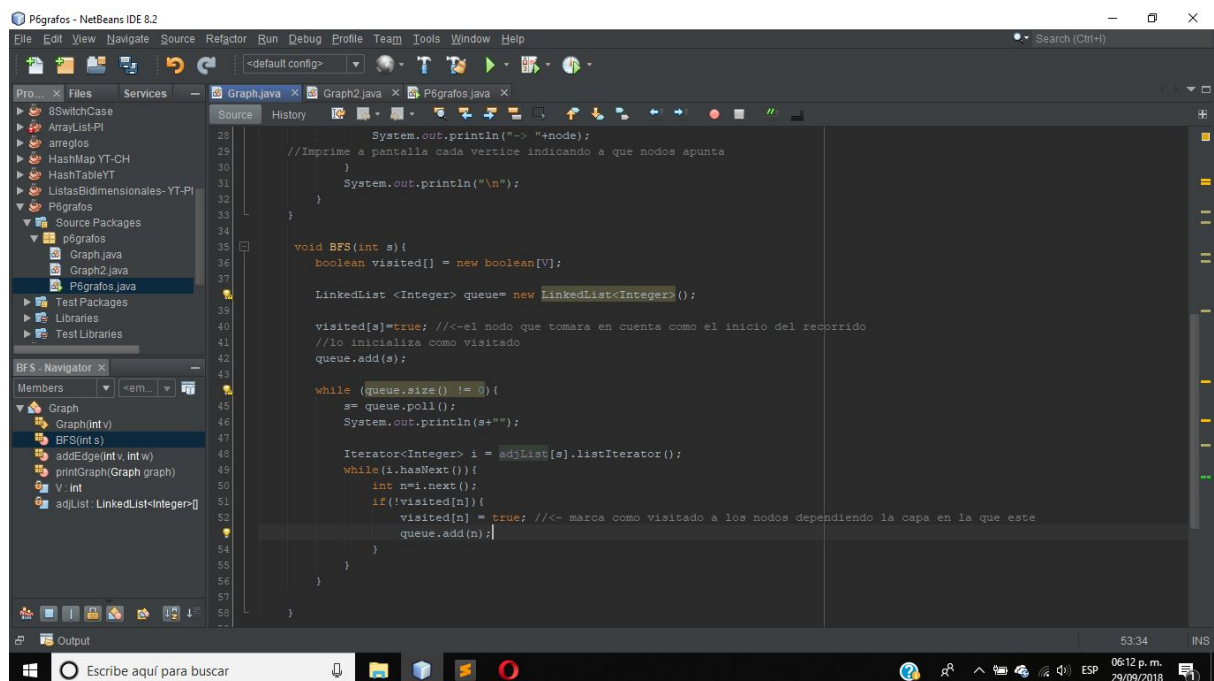 P6grafos - NetBeans IDE 8.2
File Edit View Navigate Source Refactor Run Debug Profile Team Tools Window Help
Search (Ctrl+I)
<default config>
Pro... Files Services
Graph.java Graph2.java P6grafos.java
Source History
8SwitchCase
ArrayList-PI
arreglos
HashMap YT-CH
HashTableYT
ListasBidimensionales- YT-PI
P6grafos
Source Packages
p6grafos
Graph.java
Graph2.java
P6grafos.java
Test Packages
Libraries
Test Libraries
BFS - Navigator
Members <em...
Graph
Graph(int v)
BFS(int s)
addEdge(int v, int w)
printGraph(Graph graph)
V : int
adjList : LinkedList<Integer>[]
28 System.out.println("-> "+node);
29 //Imprime a pantalla cada vertice indicando a que nodos apunta
30 }
31 System.out.println("\n");
32 }
33 }
34
35 void BFS(int s){
36 boolean visited[] = new boolean[V];
37
LinkedList <Integer> queue= new LinkedList<Integer>();
39
40 visited[s]=true; //<-el nodo que tomara en cuenta como el inicio del recorrido
41 //lo inicializa como visitado
42 queue.add(s);
43
while (queue.size() != 0){
45 s= queue.poll();
46 System.out.println(s+"");
47
48 Iterator<Integer> i = adjList[s].listIterator();
49 while(i.hasNext()){
50 int n=i.next();
51 if(!visited[n]){
52 visited[n] = true; //<- marca como visitado a los nodos dependiendo la capa en la que este
queue.add(n);
54 }
55 }
56 }
57
58 }
Output
53:34 INS
Escribe aquí para buscar
ESP
06:12 p. m.
29/09/2018